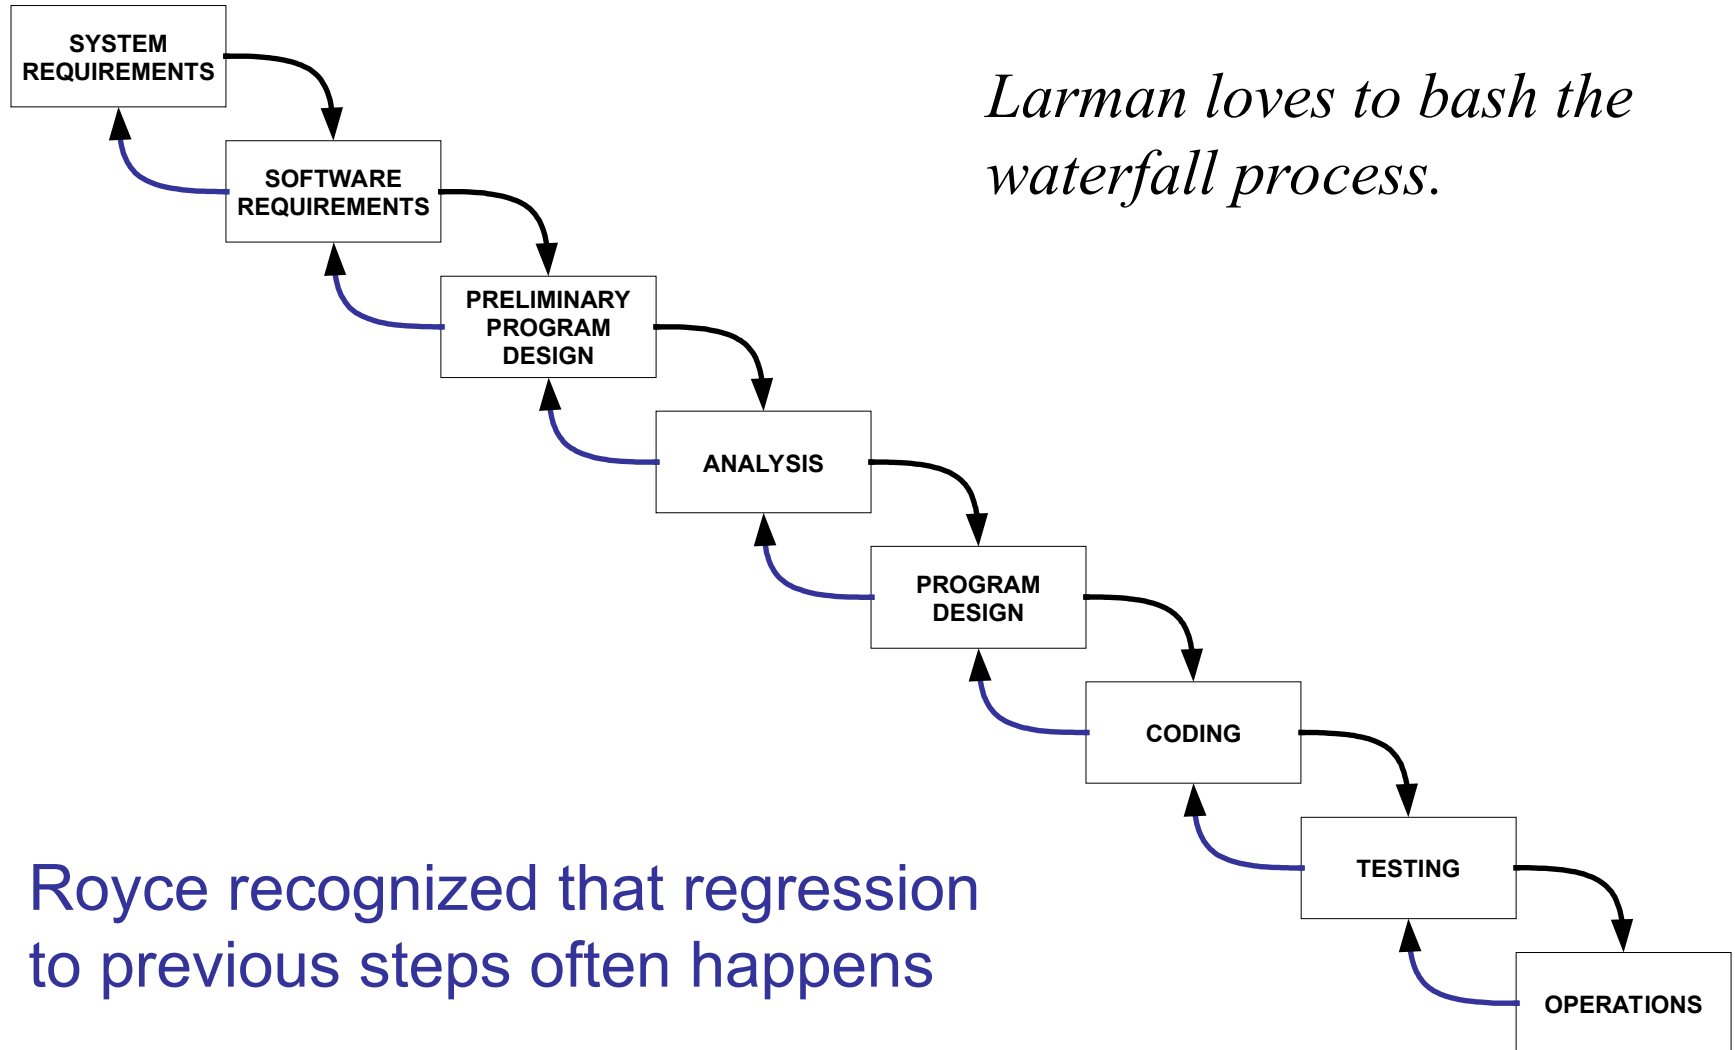 SYSTEM
REQUIREMENTS
Larman loves to bash the
waterfall process.
SOFTWARE
REQUIREMENTS
PRELIMINARY
PROGRAM
DESIGN
ANALYSIS
PROGRAM
DESIGN
CODING
TESTING
OPERATIONS
Royce recognized that regression
to previous steps often happens